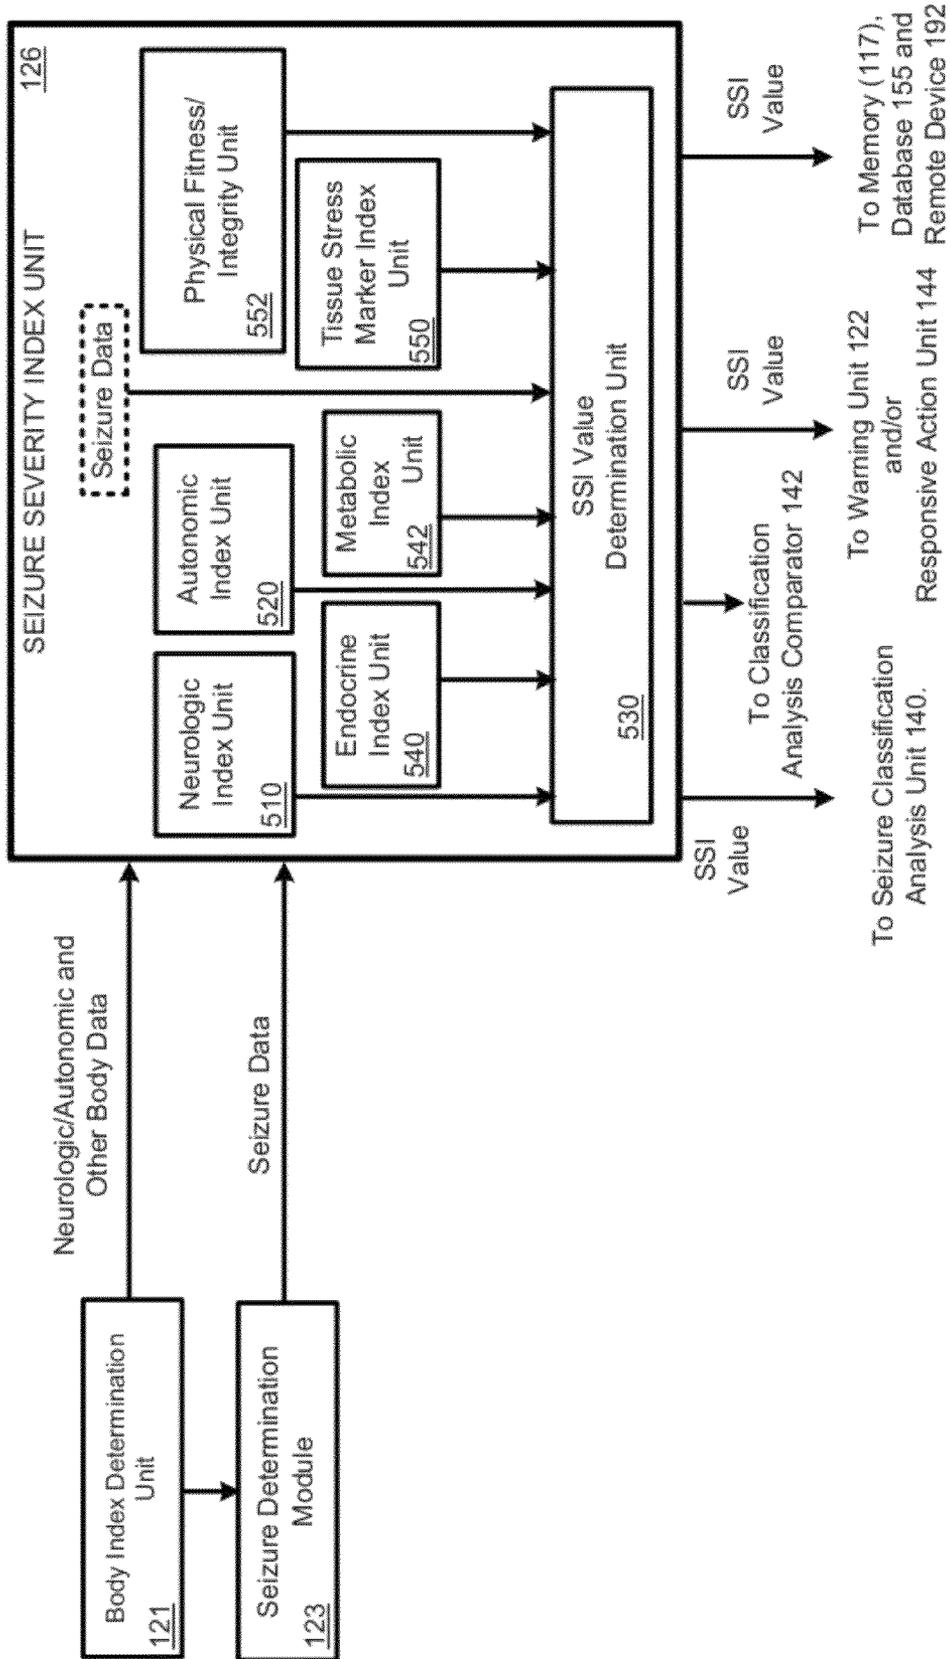 Body Index Determination
Unit
121
Seizure Determination
Module
123
Neurologic/Autonomic and
Other Body Data
Seizure Data
SEIZURE SEVERITY INDEX UNIT
126
Seizure Data
Neurologic
Index Unit
510
Autonomic
Index Unit
520
Physical Fitness/
Integrity Unit
552
Endocrine
Index Unit
540
Metabolic
Index
Unit
542
Tissue Stress
Marker Index
Unit
550
SSI Value
Determination Unit
530
SSI
Value
To Seizure Classification
Analysis Unit 140.
To Classification
Analysis Comparator 142
SSI
Value
To Warning Unit 122
and/or
Responsive Action Unit 144
SSI
Value
To Memory (117),
Database 155 and
Remote Device 192